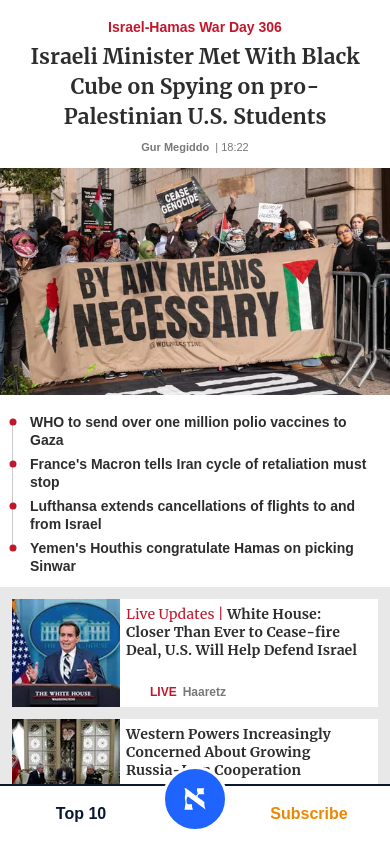 Israel-Hamas War Day 306
Israeli Minister Met With Black
Cube on Spying on pro-
Palestinian U.S. Students
Gur Megiddo | 18:22
CEASE
GENOCIDE
BY ANY MEANS
NECESSARY
@WOLPALESTINE
WHO to send over one million polio vaccines to
Gaza
France's Macron tells Iran cycle of retaliation must
stop
Lufthansa extends cancellations of flights to and
from Israel
Yemen's Houthis congratulate Hamas on picking
Sinwar
Live Updates | White House:
Closer Than Ever to Cease-fire
Deal, U.S. Will Help Defend Israel
THE WHITE HOUSE
WASHINGTON
LIVE Haaretz
Western Powers Increasingly
Concerned About Growing
Cooperation
Top 10
Subscribe